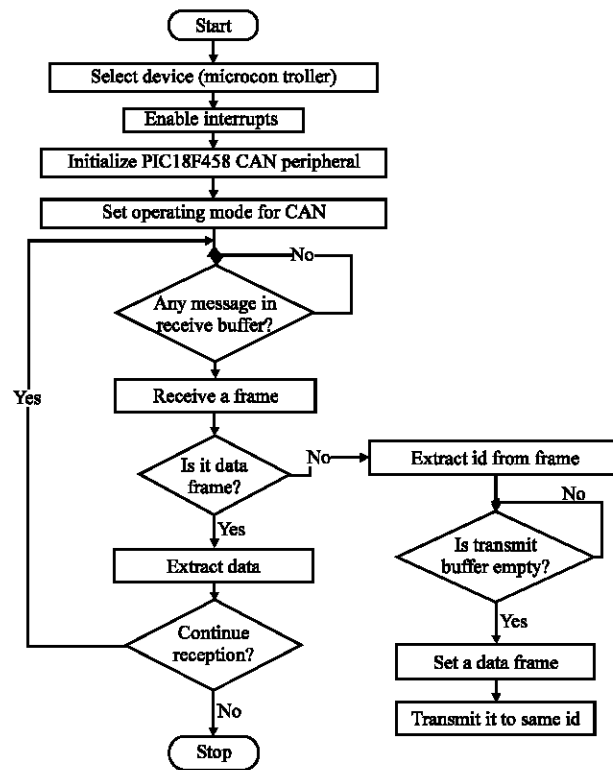 Start
Select device (microcon troller)
Enable interrupts
Initialize PIC18F458 CAN peripheral
Set operating mode for CAN
No
Any message in
receive buffer?
Yes
Receive a frame
Is it data
frame?
No
Extract id from frame
No
Yes
Is transmit
buffer empty?
Extract data
Yes
Continue
reception?
Set a data frame
No
Transmit it to same id
Stop